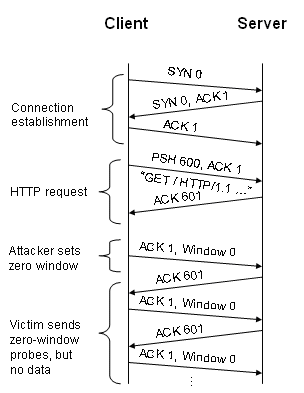 Client Server
SYN 0
SYN 0, ACK 1
Connection
establishment
ACK 1
PSH 600, ACK 1
"GET / HTTP/1.1 ..."
HTTP request
ACK 601
Attacker sets
zero window
ACK 1, Window 0
ACK 601
ACK 1, Window 0
Victim sends
zero-window
probes, but
no data
ACK 601
ACK 1, Window 0
...